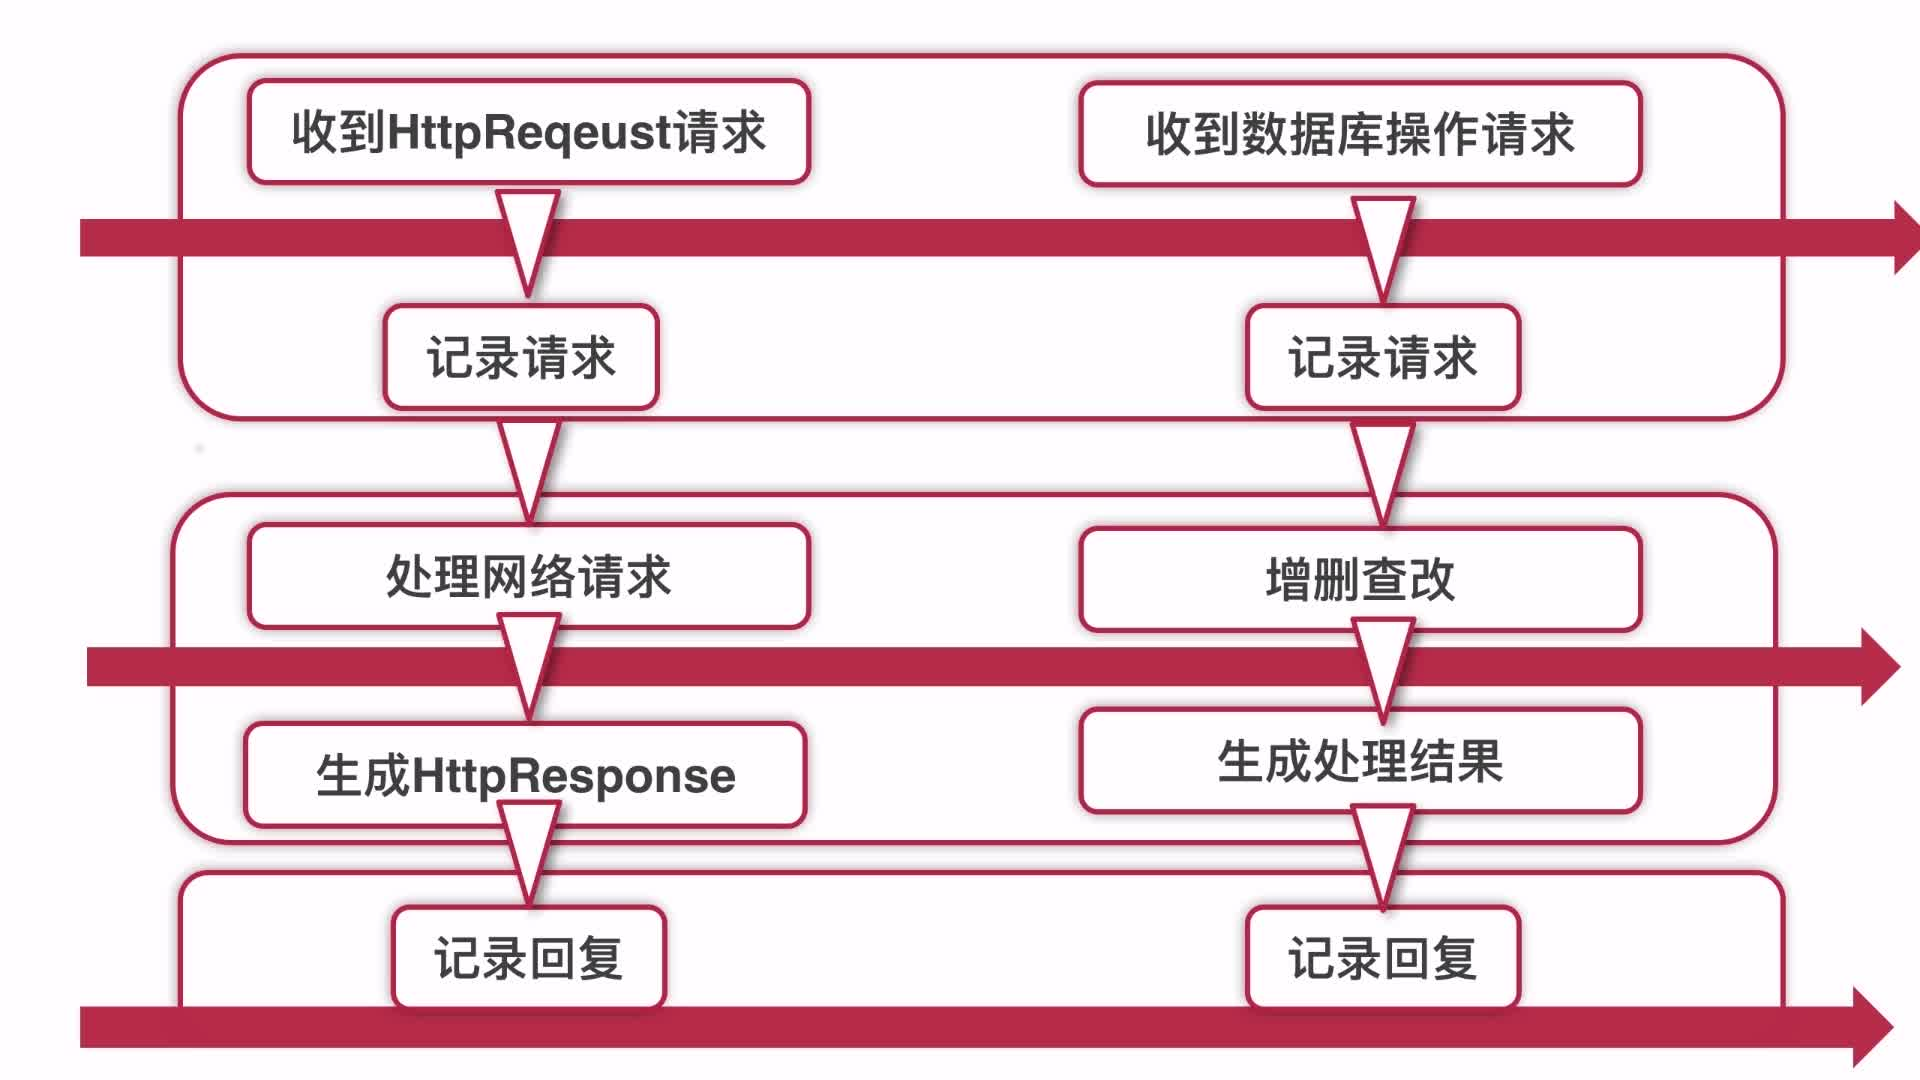 收到HttpReqeust请求
收到数据库操作请求
记录请求
记录请求
处理网络请求
增删查改
生成HttpResponse
生成处理结果
记录回复
记录回复